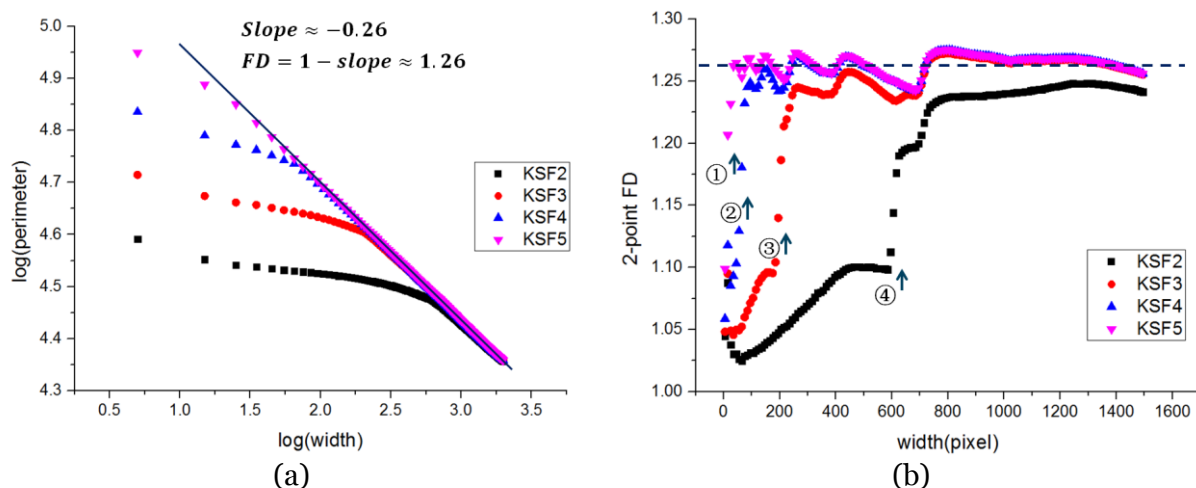 Slope ≈ −0.26
FD = 1 − slope ≈ 1.26
log(perimeter)
5.0
4.9
4.8
4.7
4.6
4.5
4.4
4.3
KSF2
KSF3
KSF4
KSF5
0.5 1.0 1.5 2.0 2.5 3.0 3.5
log(width)
(a)
2-point FD
1.30
1.25
1.20
1.15
1.10
1.05
1.00
①
②
③
④
KSF2
KSF3
KSF4
KSF5
0 200 400 600 800 1000 1200 1400 1600
width(pixel)
(b)